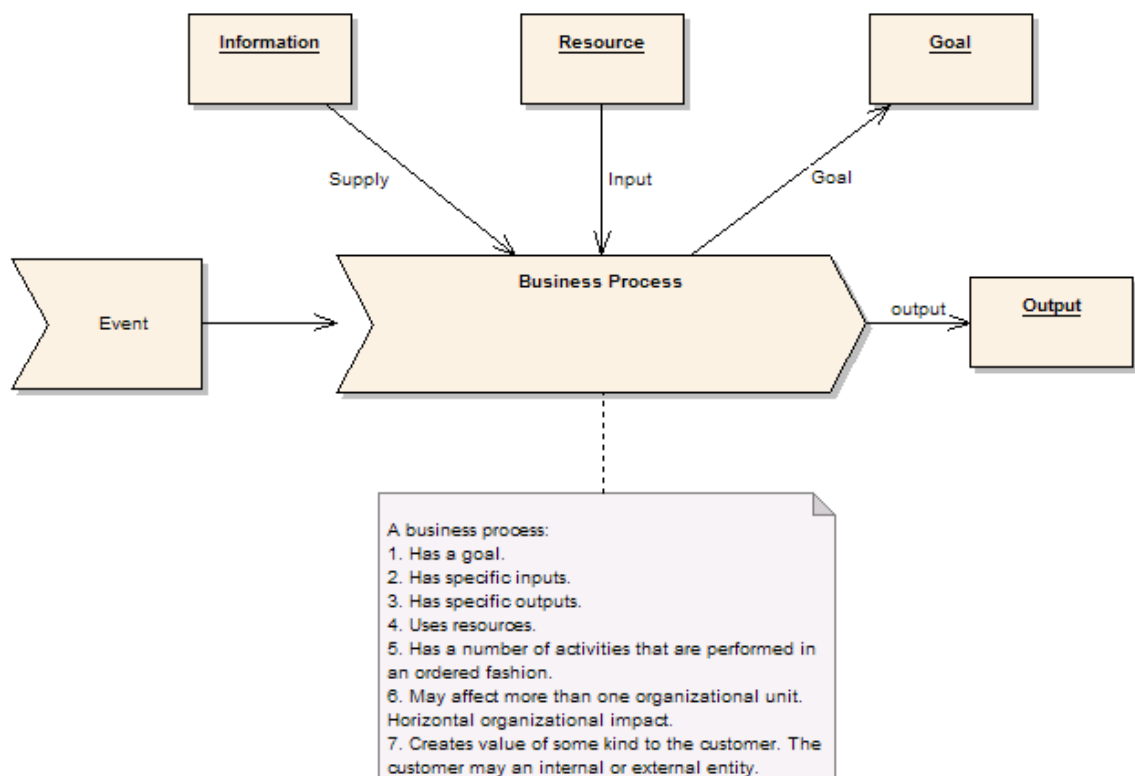 Information
Resource
Goal
Supply
Input
Goal
Business Process
Event
output
Output
A business process:
1. Has a goal.
2. Has specific inputs.
3. Has specific outputs.
4. Uses resources.
5. Has a number of activities that are performed in
an ordered fashion.
6. May affect more than one organizational unit.
Horizontal organizational impact.
7. Creates value of some kind to the customer. The
customer may an internal or external entity.